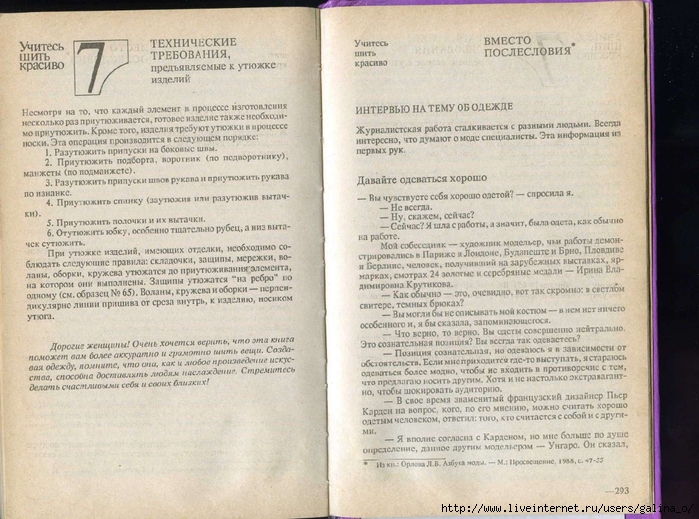 Учитесь
шить
красиво
7
ТЕХНИЧЕСКИЕ
ТРЕБОВАНИЯ,
предъявляемые к утюжке
изделий
Несмотря на то, что каждый элемент в процессе изготовления
несколько раз приутюживается, готовое изделие также необходи-
мо приутюжить. Кроме того, изделия требуют утюжки в процессе
носки. Эта операция производится в следующем порядке:
1. Разутюжить припуски на боковые швы.
2. Приутюжить подборта, воротник (по подворотнику),
манжеты (по подманжете).
3. Разутюжить припуски швов рукава и приутюжить рукава
по изнанке.
4. Приутюжить спинку (заутюжив или разутюжив вытач-
ки).
5. Приутюжить полочки и их вытачки.
6. Отутюжить юбку, особенно тщательно рубец, а низ выта-
чек сутюжить.
При утюжке изделий, имеющих отделки, необходимо со-
блюдать следующие правила: складочки, защипы, мережки, во-
ланы, оборки, кружева утюжатся до приутюживания элемента,
на котором они выполнены. Защипы утюжатся "на ребро" по
одному (см. образец № 65). Воланы, кружева и оборки — перпен-
дикулярно линии пришива от среза внутрь, к изделию, носиком
утюга.
Дорогие женщины! Очень хочется верить, что эта книга
поможет вам более аккуратно и грамотно шить вещи. Созда-
вая одежду, помните, что она, как и любое произведение искус-
ства, способна доставлять людям наслаждение. Стремитесь
делать счастливыми себя и своих близких!
Учитесь
шить
красиво
ВМЕСТО
ПОСЛЕСЛОВИЯ*
ИНТЕРВЬЮ НА ТЕМУ ОБ ОДЕЖДЕ
Журналистская работа сталкивается с разными людьми. Всегда
интересно, что думают о моде специалисты. Эта информация из
первых рук.
Давайте одеваться хорошо
— Вы чувствуете себя хорошо одетой? — спросила я.
— Не всегда.
— Ну, скажем, сейчас?
— Сейчас? Я шла с работы, а значит, была одета, как обычно
на работе.
Мой собеседник — художник модельер, чьи работы демон-
стрировались в Париже и Лондоне, Будапеште и Брно, Пловдиве
и Берлине, человек, получивший на зарубежных выставках, яр-
марках, смотрах 24 золотые и серебряные медали — Ирина Вла-
димировна Крутикова.
— Как обычно — это, очевидно, вот так скромно: в светлом
свитере, темных брюках?
— Вы могли бы не описывать мой костюм — в нем нет ничего
особенного и, я бы сказала, запоминающегося.
— Что верно, то верно. Вы одеты совершенно нейтрально.
Это сознательная позиция? Вы всегда так одеваетесь?
— Позиция сознательная, но одеваюсь я в зависимости от
обстоятельств. Если мне приходится где-то выступать, я стараюсь
одеваться более модно, чтобы не входить в противоречие с тем,
что предлагаю носить другим. Хотя и не настолько экстравагант-
но, чтобы шокировать аудиторию.
— В свое время знаменитый французский дизайнер Пьер
Карден на вопрос, кого, по его мнению, можно считать хорошо
одетым человеком, ответил: того, кто считается с собой и с други-
ми.
— Я вполне согласна с Карденом, но мне больше по душе
определение, данное другим модельером — Унгаро. Он сказал,
* Из кн.: Орлова Л.В. Азбука моды. — М.: Просвещение, 1988, с. 47-55
—293
http://www.liveinternet.ru/users/galina_o/